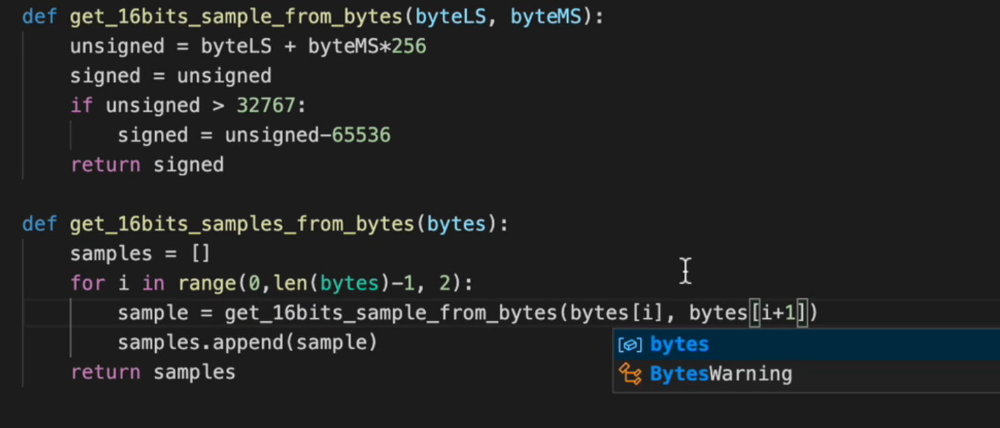 def get_16bits_sample_from_bytes(byteLS, byteMS):
    unsigned = byteLS + byteMS*256
    signed = unsigned
    if unsigned > 32767:
        signed = unsigned-65536
    return signed

def get_16bits_samples_from_bytes(bytes):
    samples = []
    for i in range(0,len(bytes)-1, 2):
        sample = get_16bits_sample_from_bytes(bytes[i], bytes[i+1])
        samples.append(sample)
    return samples
bytes
BytesWarning